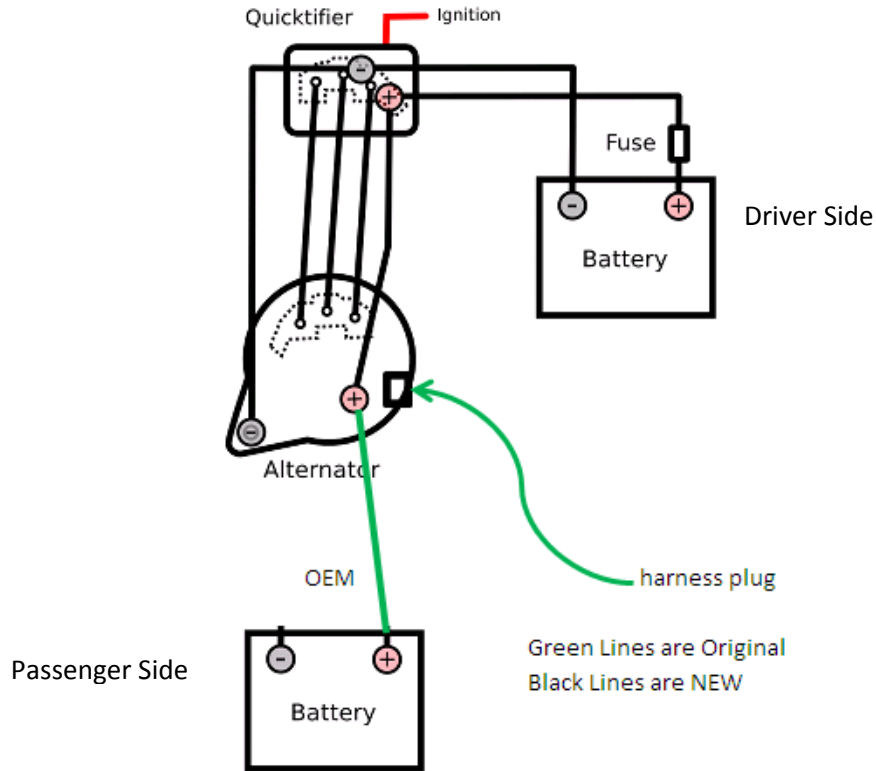 Quicktifier
Ignition
-
+
Fuse
-
+
Battery
Driver Side
+
-
Alternator
OEM
harness plug
Green Lines are Original
Black Lines are NEW
Passenger Side
-
+
Battery